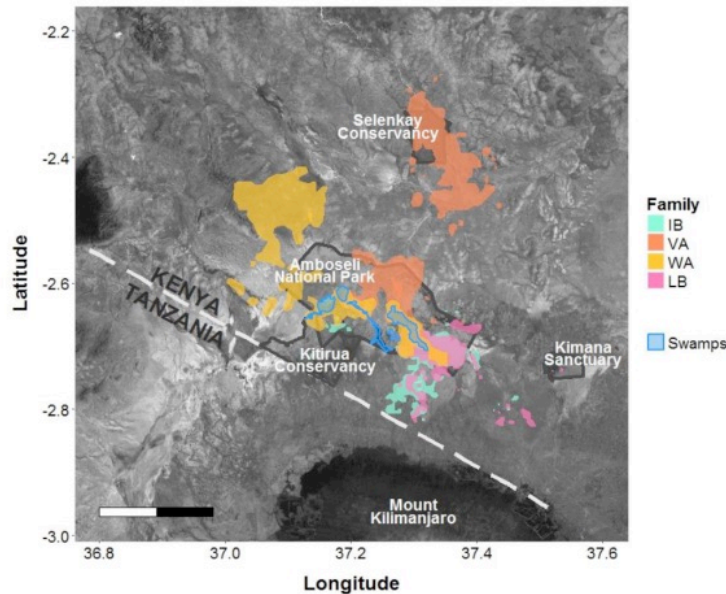 -2.2
-2.4
-2.6
-2.8
-3.0
Latitude
Selenkay
Conservancy
Amboseli
National Park
KENYA
TANZANIA
Kitirua
Conservancy
Kimana
Sanctuary
Mount
Kilimanjaro
36.8 37.0 37.2 37.4 37.6
Longitude
Family
IB
VA
WA
LB
Swamps